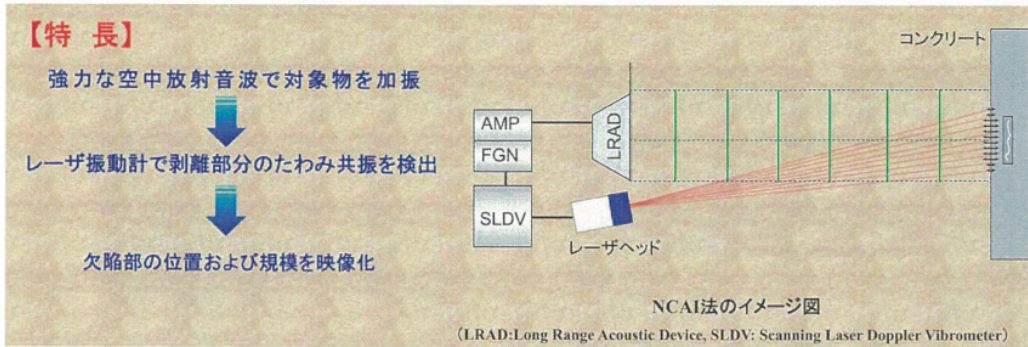 【特 長】
強力な空中放射音波で対象物を加振
レーザ振動計で剥離部分のたわみ共振を検出
欠陥部の位置および規模を映像化
コンクリート
AMP
FGN
SLDV
LRAD
レーザヘッド
NCAI法のイメージ図
(LRAD:Long Range Acoustic Device, SLDV: Scanning Laser Doppler Vibrometer)